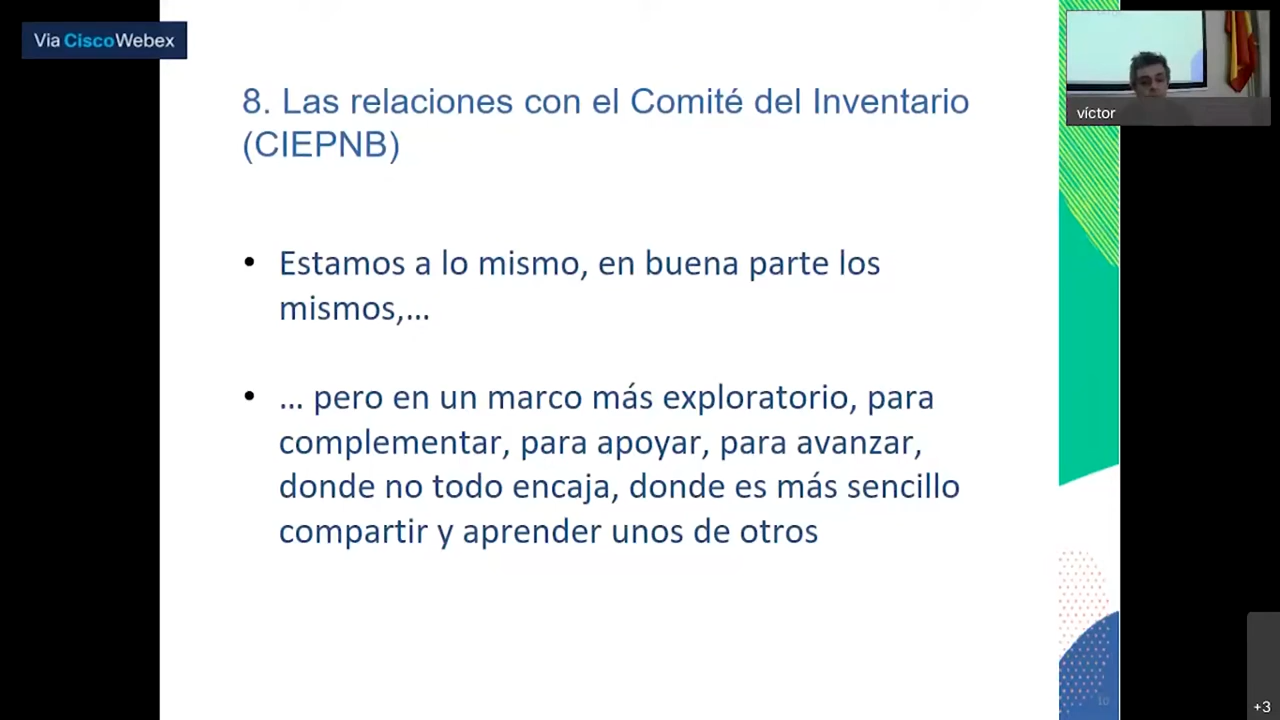 Via CiscoWebex
víctor
8. Las relaciones con el Comité del Inventario
(CIEPNB)
• Estamos a lo mismo, en buena parte los
mismos,...
• ... pero en un marco más exploratorio, para
complementar, para apoyar, para avanzar,
donde no todo encaja, donde es más sencillo
compartir y aprender unos de otros
+3